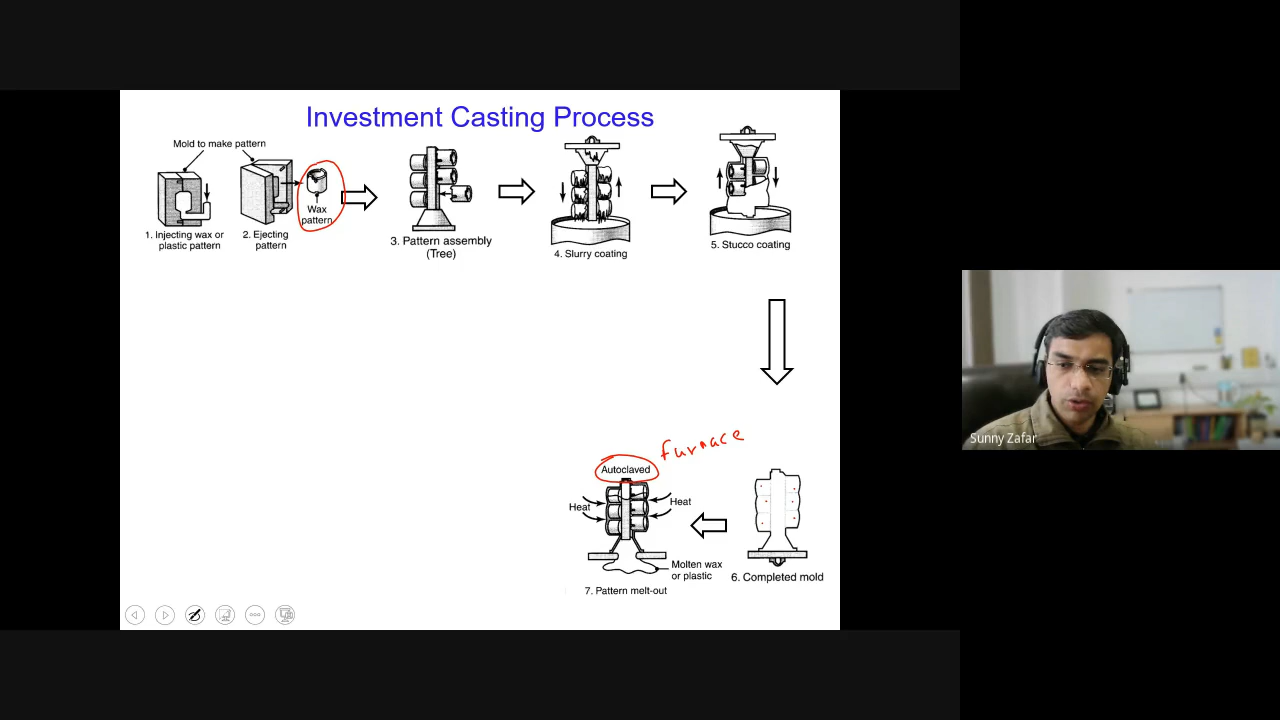 Investment Casting Process
Mold to make pattern
Wax
pattern
1. Injecting wax or
plastic pattern
2. Ejecting
pattern
3. Pattern assembly
(Tree)
4. Slurry coating
5. Stucco coating
furnace
Autoclaved
Heat
Heat
Molten wax
or plastic
7. Pattern melt-out
6. Completed mold
Sunny Zafar